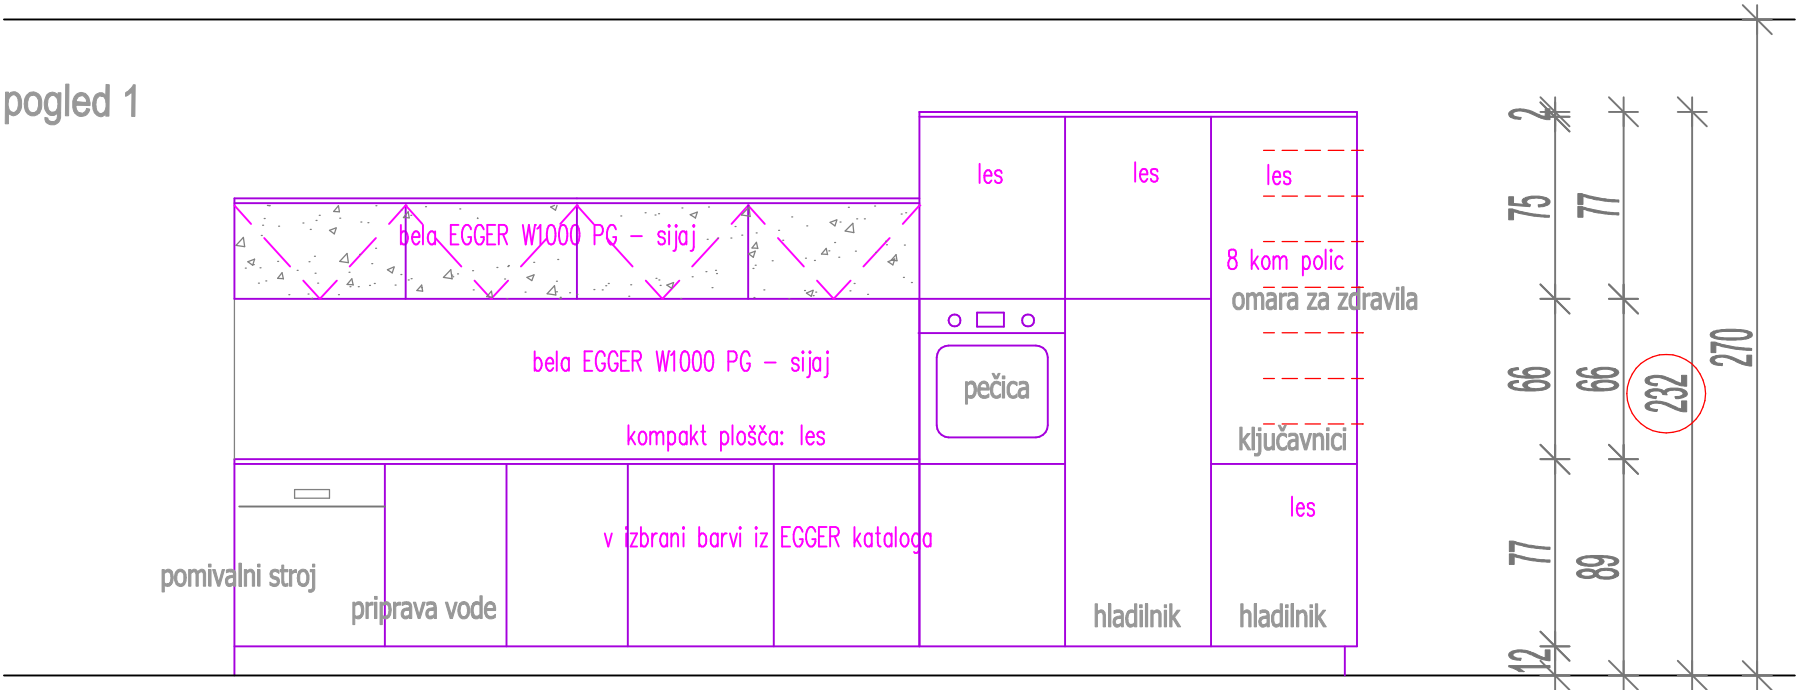 pogled 1
les
les
les
2
75
77
bela EGGER W1000 PG – sijaj
8 kom polic
omara za zdravila
270
bela EGGER W1000 PG – sijaj
pečica
66
66
232
kompakt plošča: les
ključavnici
les
v izbrani barvi iz EGGER kataloga
77
89
pomivalni stroj
priprava vode
hladilnik
hladilnik
12